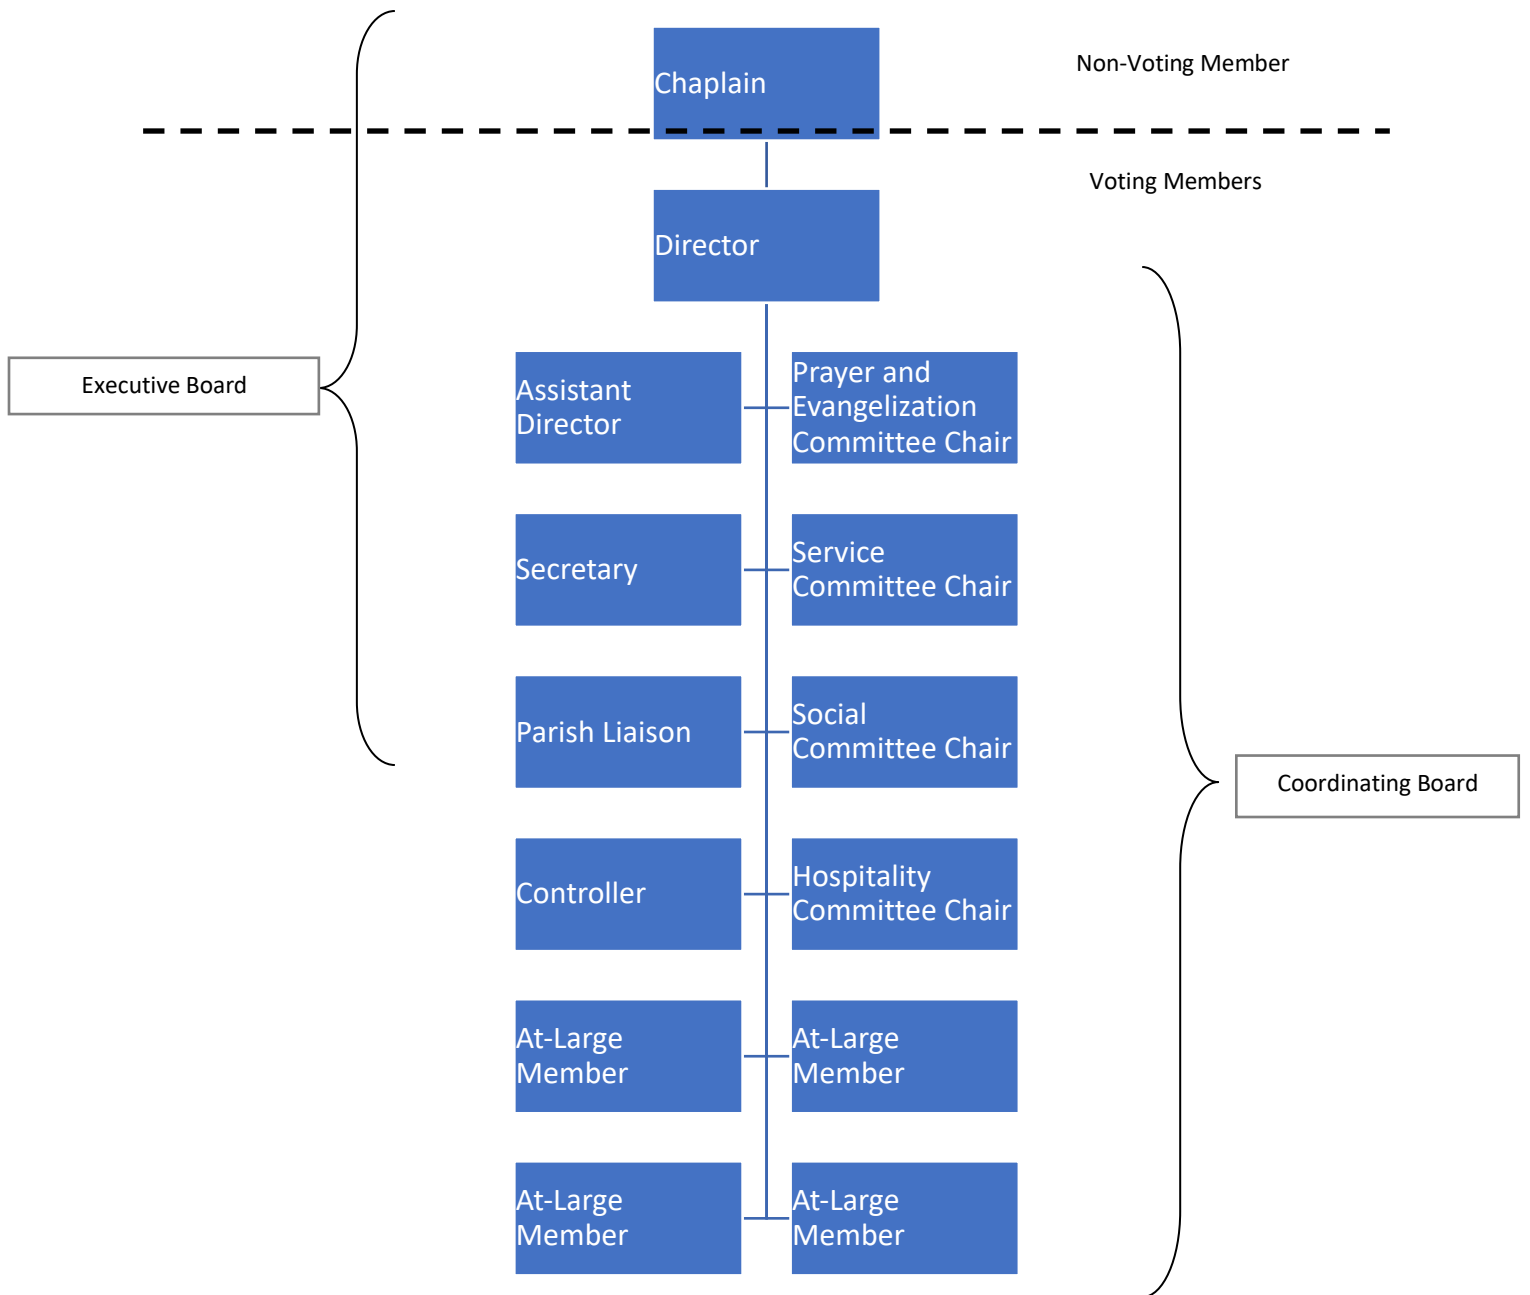 Chaplain
Non-Voting Member
Voting Members
Director
Executive Board
Assistant
Director
Prayer and
Evangelization
Committee Chair
Secretary
Service
Committee Chair
Parish Liaison
Social
Committee Chair
Coordinating Board
Controller
Hospitality
Committee Chair
At-Large
Member
At-Large
Member
At-Large
Member
At-Large
Member